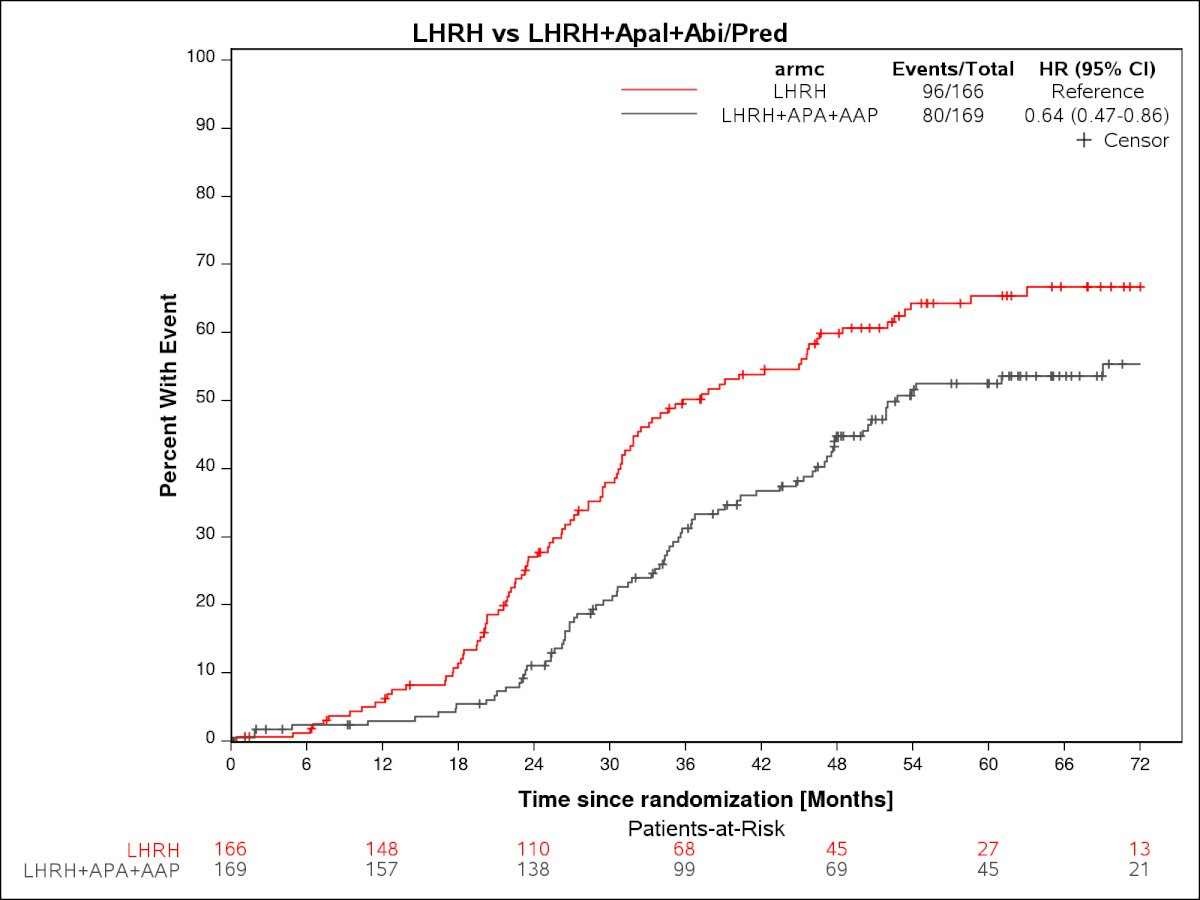 LHRH vs LHRH+Apal+Abi/Pred
armc Events/Total HR (95% CI)
LHRH 96/166 Reference
LHRH+APA+AAP 80/169 0.64 (0.47-0.86)
+ Censor
100
90
80
70
60
50
40
30
20
10
0
Percent With Event
0 6 12 18 24 30 36 42 48 54 60 66 72
Time since randomization [Months]
Patients-at-Risk
LHRH 166 148 110 68 45 27 13
LHRH+APA+AAP 169 157 138 99 69 45 21